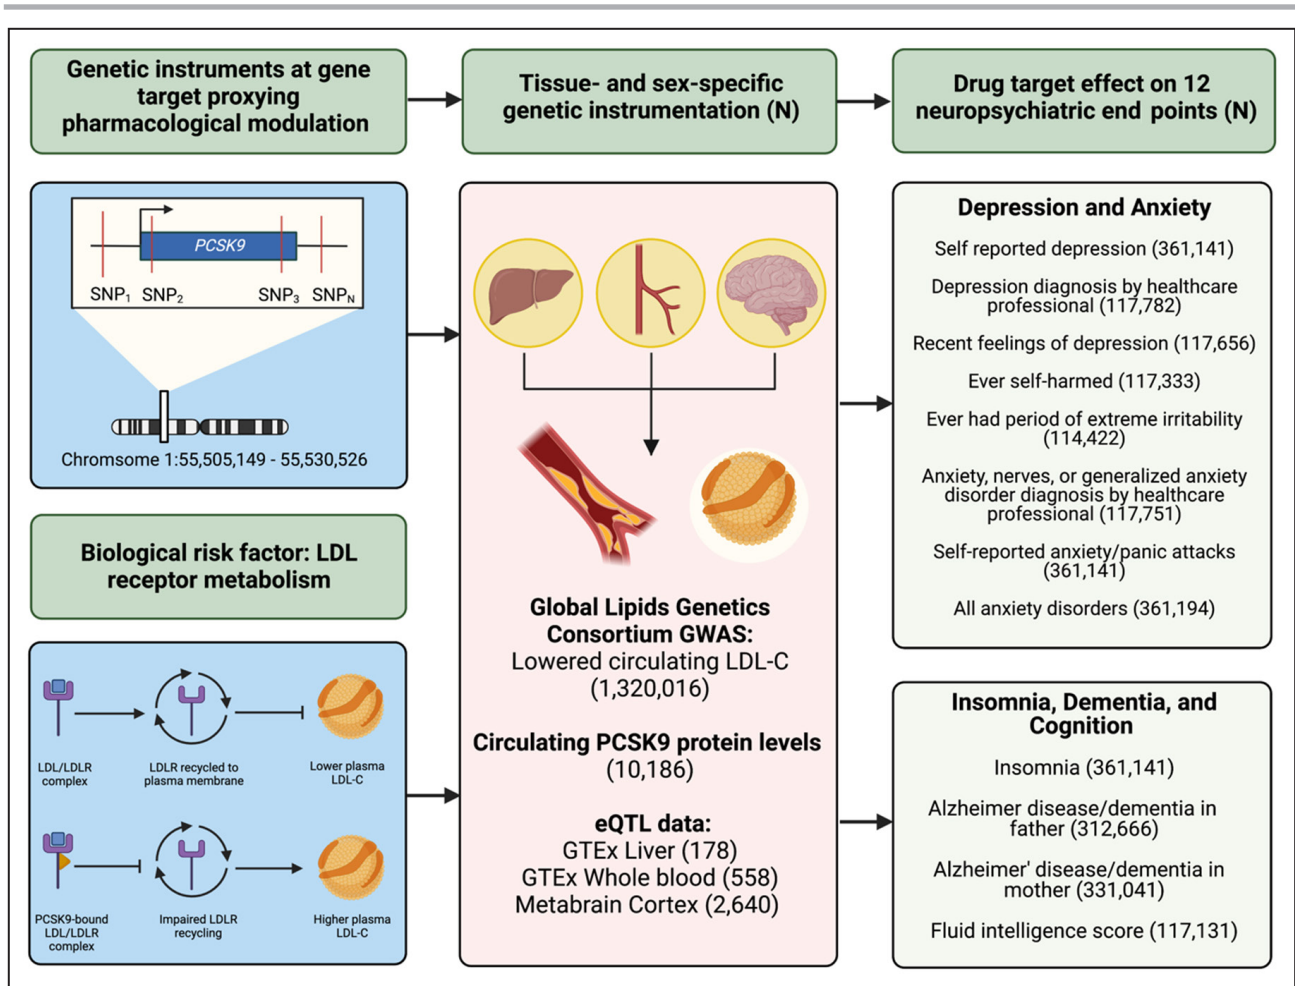 Genetic instruments at gene
target proxying
pharmacological modulation
Tissue- and sex-specific
genetic instrumentation (N)
Drug target effect on 12
neuropsychiatric end points (N)
PCSK9
SNP1 SNP2 SNP3 SNPN
Chromsome 1:55,505,149 - 55,530,526
Biological risk factor: LDL
receptor metabolism
LDL/LDLR
complex
LDLR recycled to
plasma membrane
Lower plasma
LDL-C
PCSK9-bound
LDL/LDLR
complex
Impaired LDLR
recycling
Higher plasma
LDL-C
Global Lipids Genetics
Consortium GWAS:
Lowered circulating LDL-C
(1,320,016)
Circulating PCSK9 protein levels
(10,186)
eQTL data:
GTEx Liver (178)
GTEx Whole blood (558)
Metabrain Cortex (2,640)
Depression and Anxiety
Self reported depression (361,141)
Depression diagnosis by healthcare
professional (117,782)
Recent feelings of depression (117,656)
Ever self-harmed (117,333)
Ever had period of extreme irritability
(114,422)
Anxiety, nerves, or generalized anxiety
disorder diagnosis by healthcare
professional (117,751)
Self-reported anxiety/panic attacks
(361,141)
All anxiety disorders (361,194)
Insomnia, Dementia, and
Cognition
Insomnia (361,141)
Alzheimer disease/dementia in
father (312,666)
Alzheimer' disease/dementia in
mother (331,041)
Fluid intelligence score (117,131)